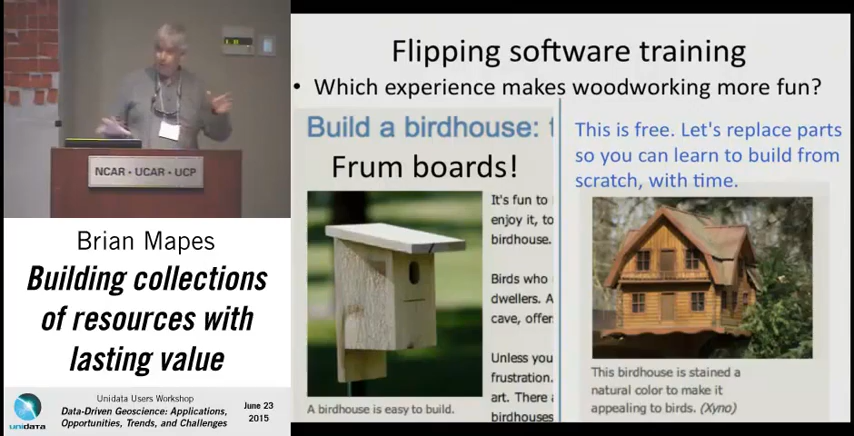 NCAR • UCAR • UCP
Brian Mapes
Building collections
of resources with
lasting value
unidata
Unidata Users Workshop
Data-Driven Geoscience: Applications,
Opportunities, Trends, and Challenges
June 23
2015
Flipping software training
• Which experience makes woodworking more fun?
Build a birdhouse:
Frum boards!
It's fun to
enjoy it, to
birdhouse.
Birds who
dwellers. A
cave, offer
Unless you
frustration.
art. There
birdhouses
A birdhouse is easy to build.
This is free. Let's replace parts
so you can learn to build from
scratch, with time.
This birdhouse is stained a
natural color to make it
appealing to birds. (Xyno)